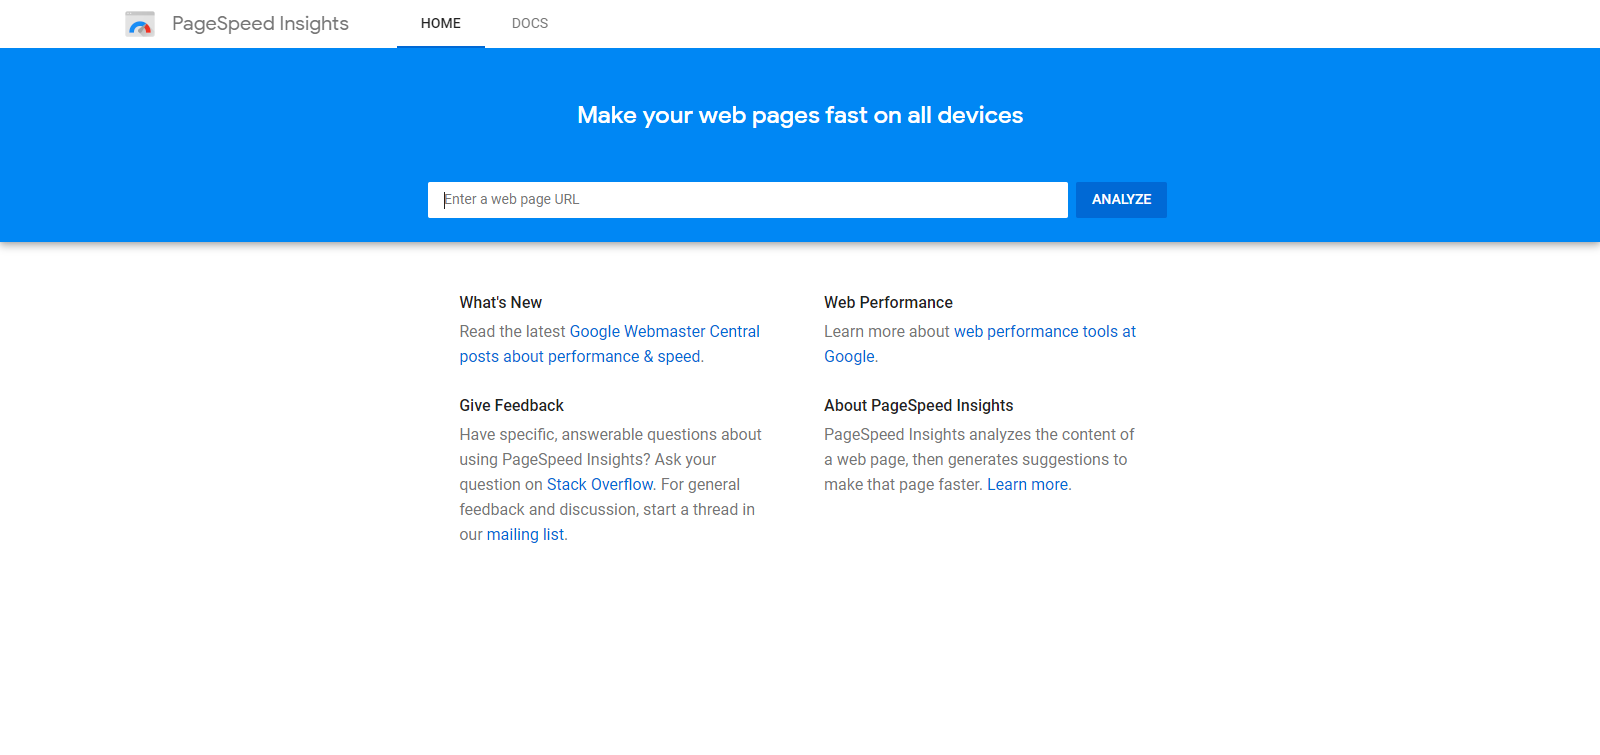 PageSpeed Insights
HOME
DOCS
Make your web pages fast on all devices
Enter a web page URL
ANALYZE
What's New
Read the latest Google Webmaster Central
posts about performance & speed.
Give Feedback
Have specific, answerable questions about
using PageSpeed Insights? Ask your
question on Stack Overflow. For general
feedback and discussion, start a thread in
our mailing list.
Web Performance
Learn more about web performance tools at
Google.
About PageSpeed Insights
PageSpeed Insights analyzes the content of
a web page, then generates suggestions to
make that page faster. Learn more.